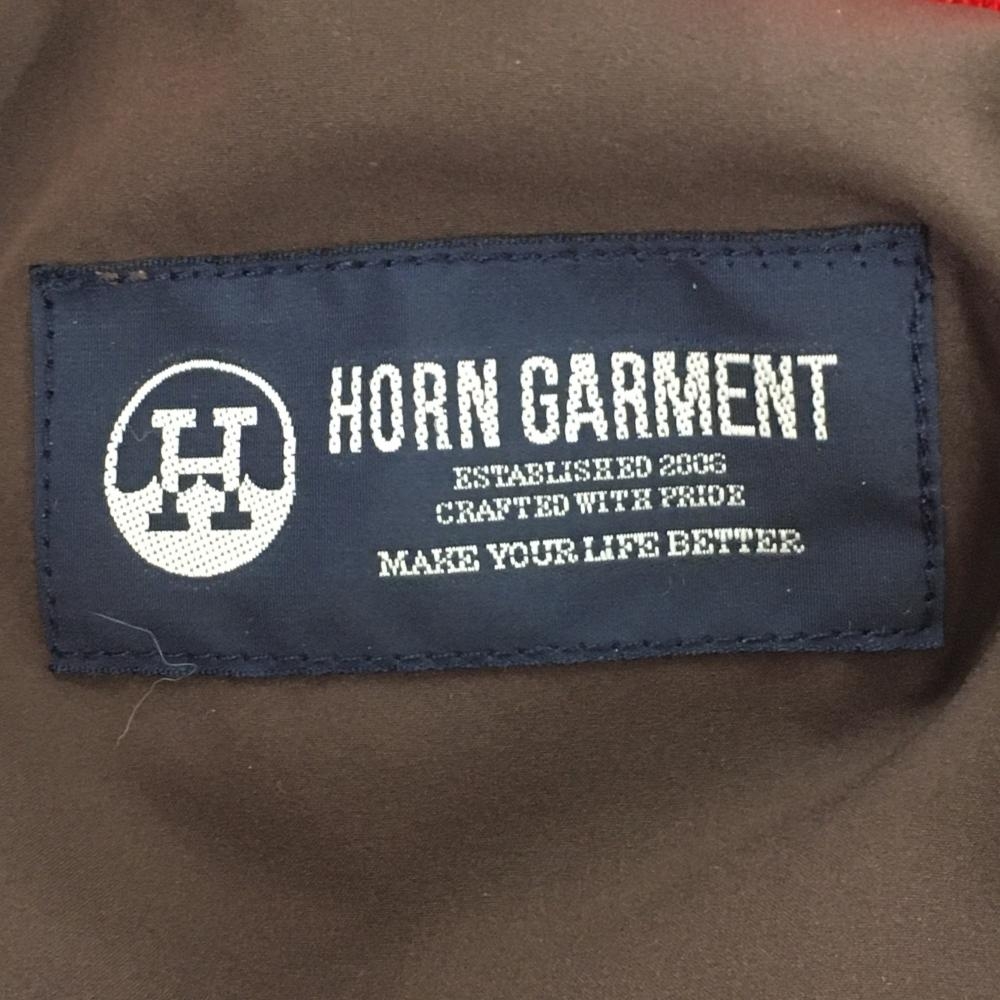 H
HORN GARMENT
ESTABLISHED 2006
CRAFTED WITH PRIDE
MAKE YOUR LIFE BETTER